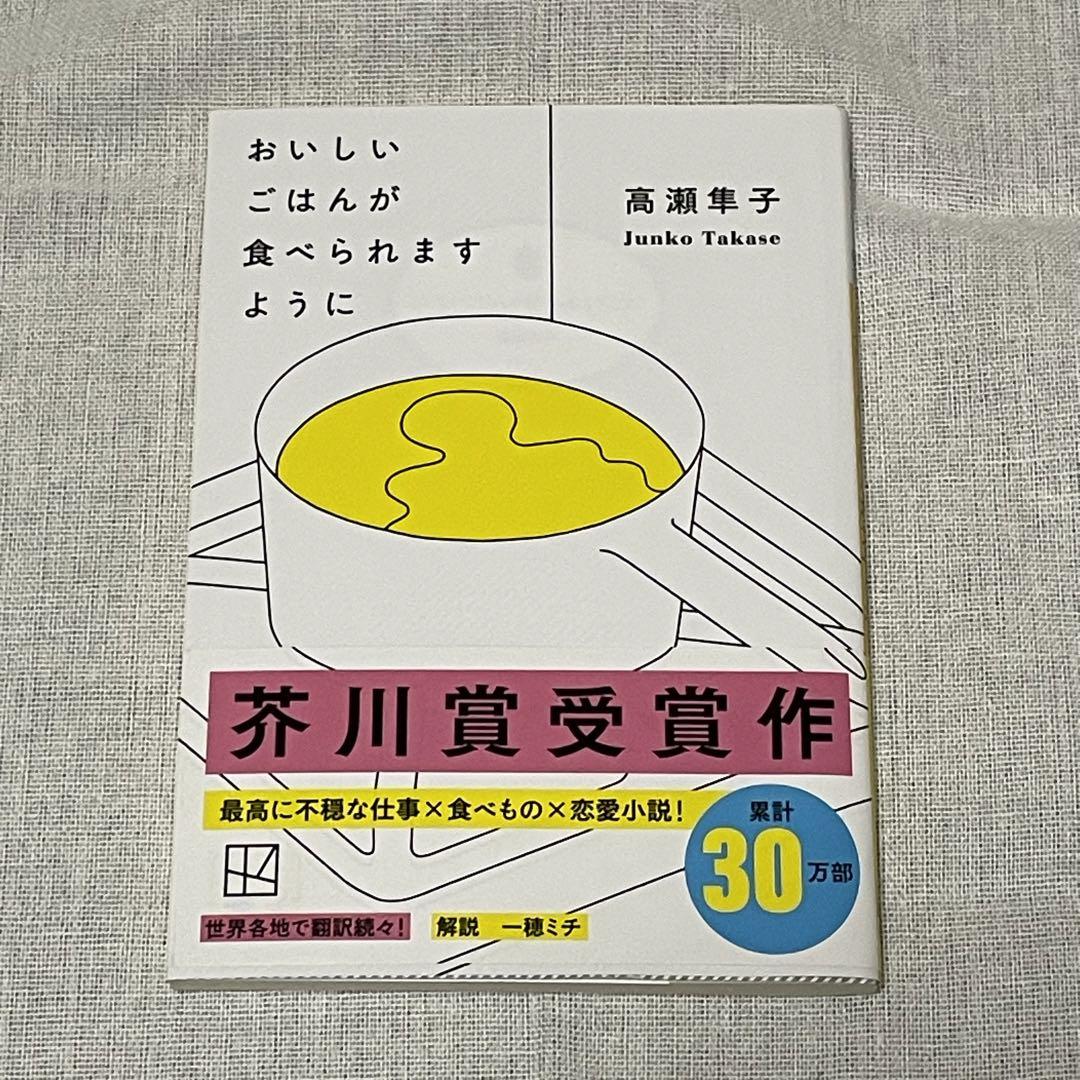 おいしい
ごはんが
食べられます
ように
高瀬隼子
Junko Takase
芥川賞受賞作
最高に不穏な仕事×食べもの×恋愛小説!
累計
30万部
世界各地で翻訳続々!
解説 一穂ミチ